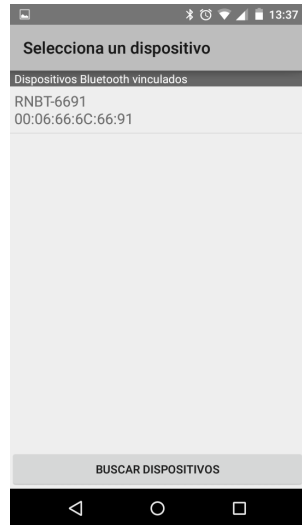 13:37
Selecciona un dispositivo
Dispositivos Bluetooth vinculados
RNBT-6691
00:06:66:6C:66:91
BUSCAR DISPOSITIVOS